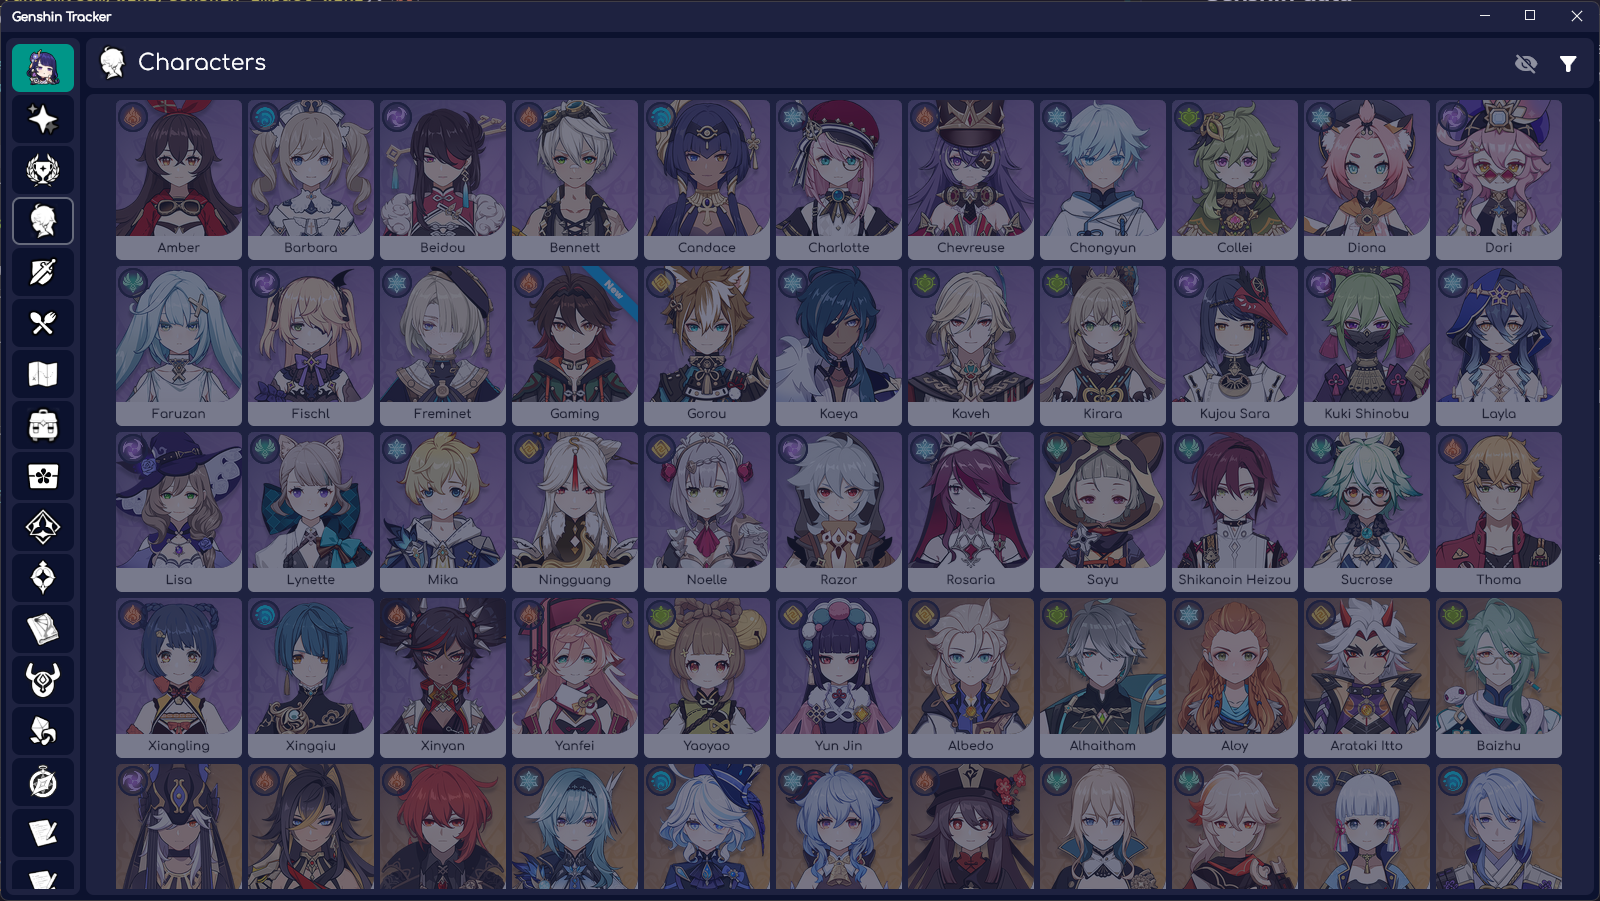 Genshin Tracker
Characters
Amber
Barbara
Beidou
Bennett
Candace
Charlotte
Chevreuse
Chongyun
Collei
Diona
Dori
New
Faruzan
Fischl
Freminet
Gaming
Gorou
Kaeya
Kaveh
Kirara
Kujou Sara
Kuki Shinobu
Layla
Lisa
Lynette
Mika
Ningguang
Noelle
Razor
Rosaria
Sayu
Shikanoin Heizou
Sucrose
Thoma
Xiangling
Xingqiu
Xinyan
Yanfei
Yaoyao
Yun Jin
Albedo
Alhaitham
Aloy
Arataki Itto
Baizhu